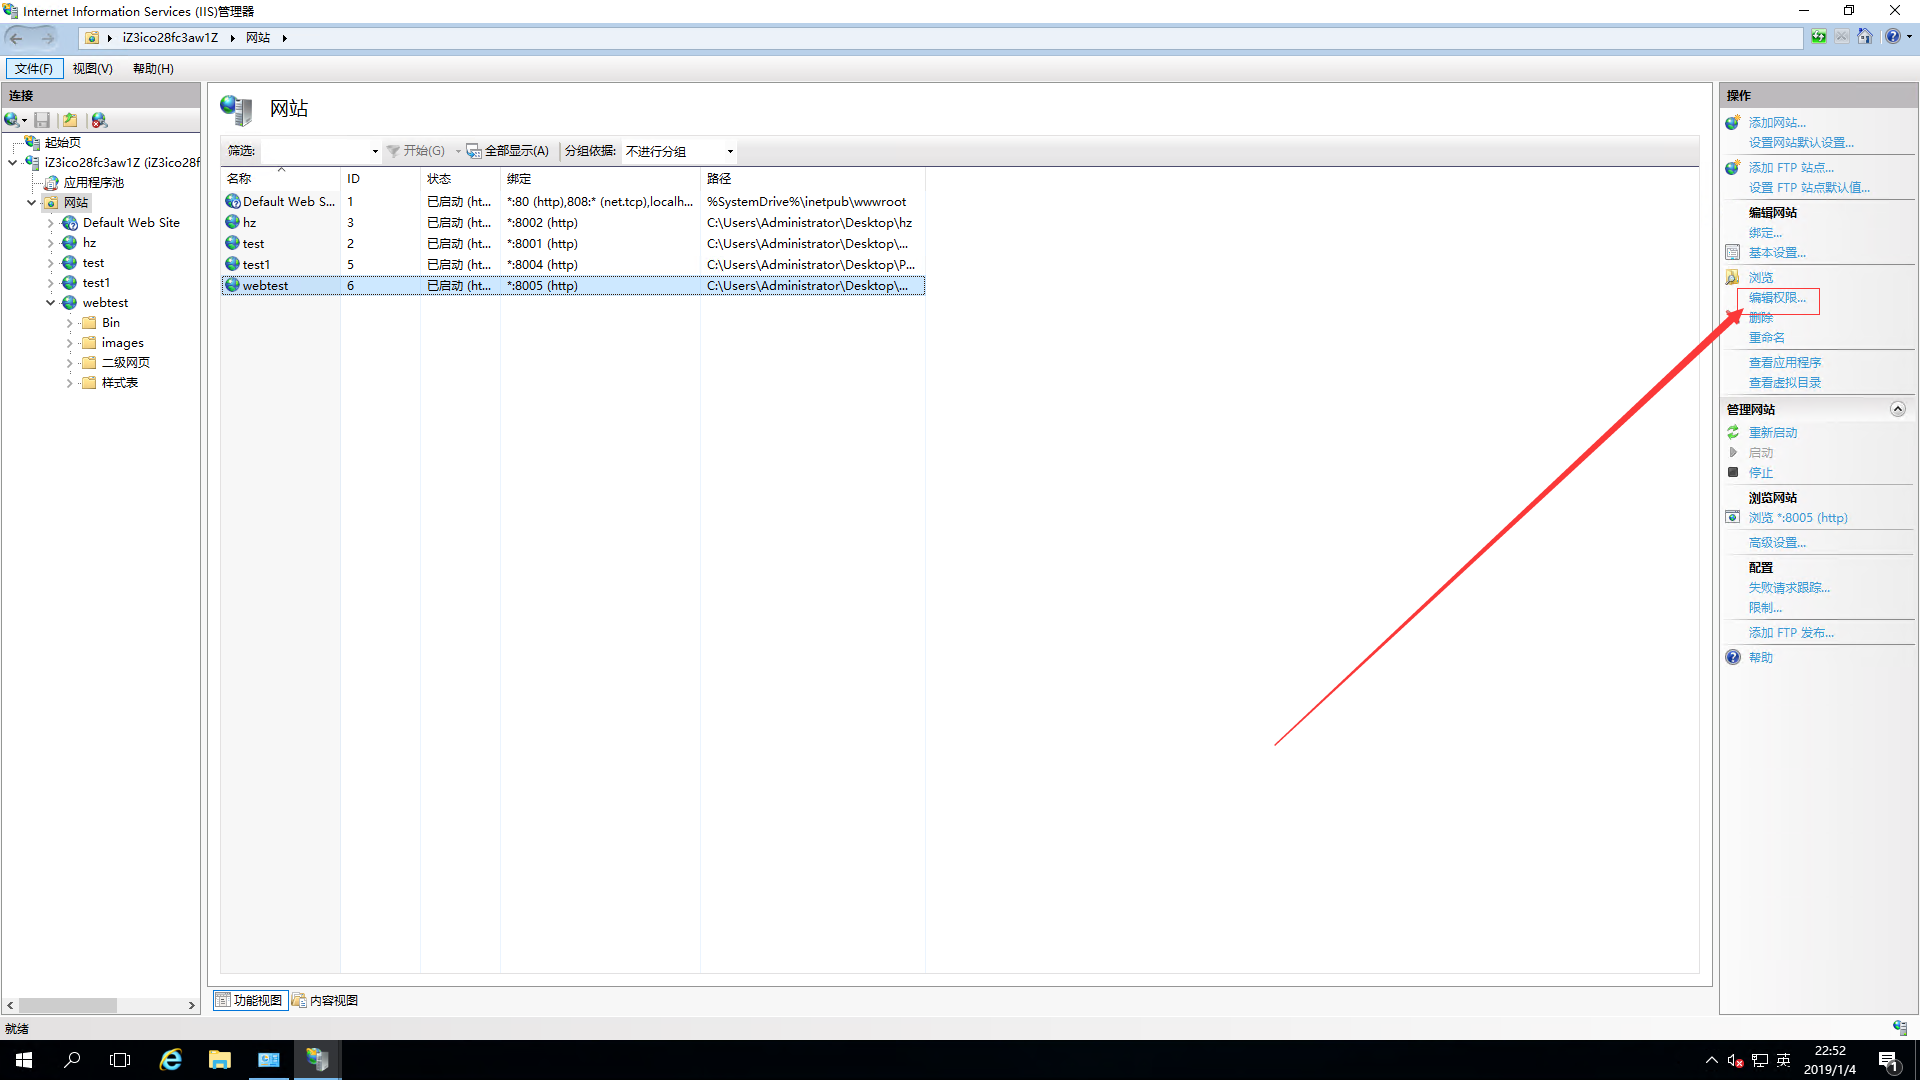 Internet Information Services (IIS)管理器
iZ3ico28fc3aw1Z
网站
文件(F)
视图(V)
帮助(H)
连接
起始页
iZ3ico28fc3aw1Z (iZ3ico28f
应用程序池
网站
Default Web Site
hz
test
test1
webtest
Bin
images
二级网页
样式表
网站
筛选:
开始(G)
全部显示(A)
分组依据:
不进行分组
名称 ID 状态 绑定 路径
Default Web S... 1 已启动 (ht... *:80 (http),808:* (net.tcp),localh... %SystemDrive%\inetpub\wwwroot
hz 3 已启动 (ht... *:8002 (http) C:\Users\Administrator\Desktop\hz
test 2 已启动 (ht... *:8001 (http) C:\Users\Administrator\Desktop\...
test1 5 已启动 (ht... *:8004 (http) C:\Users\Administrator\Desktop\P...
webtest 6 已启动 (ht... *:8005 (http) C:\Users\Administrator\Desktop\...
功能视图
内容视图
操作
添加网站...
设置网站默认设置...
添加 FTP 站点...
设置 FTP 站点默认值...
编辑网站
绑定...
基本设置...
浏览
编辑权限...
删除
重命名
查看应用程序
查看虚拟目录
管理网站
重新启动
启动
停止
浏览网站
浏览 *:8005 (http)
高级设置...
配置
失败请求跟踪...
限制...
添加 FTP 发布...
帮助
就绪
英
22:52
2019/1/4
1